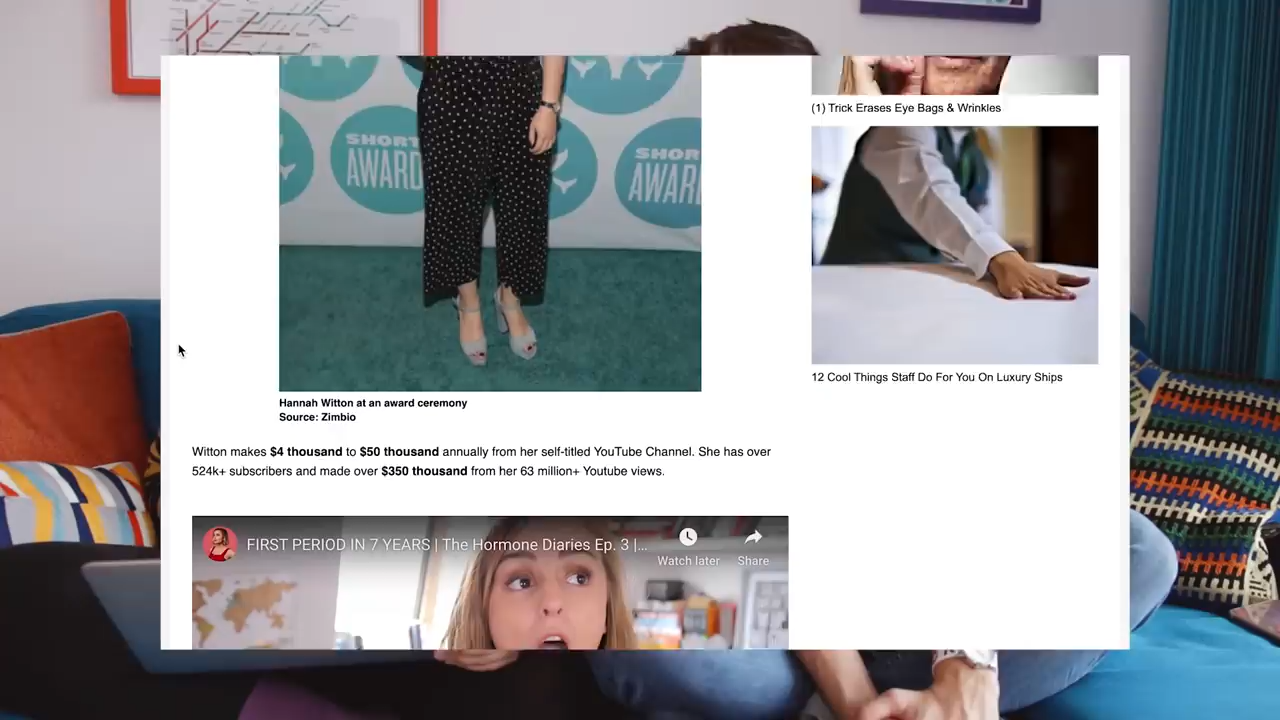 SHORT
AWARD
SHOR
AWAR
(1) Trick Erases Eye Bags & Wrinkles
12 Cool Things Staff Do For You On Luxury Ships
Hannah Witton at an award ceremony
Source: Zimbio
Witton makes $4 thousand to $50 thousand annually from her self-titled YouTube Channel. She has over
524k+ subscribers and made over $350 thousand from her 63 million+ Youtube views.
FIRST PERIOD IN 7 YEARS | The Hormone Diaries Ep. 3 |...
Watch later
Share